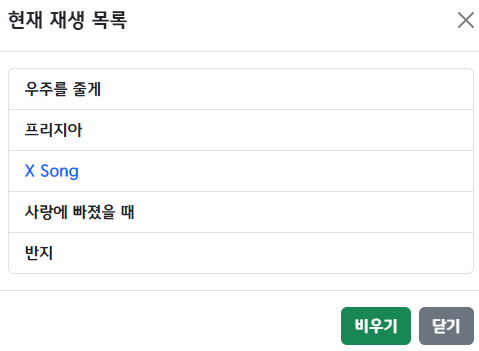 현재 재생 목록
우주를 줄게
프리지아
X Song
사랑에 빠졌을 때
반지
비우기 닫기